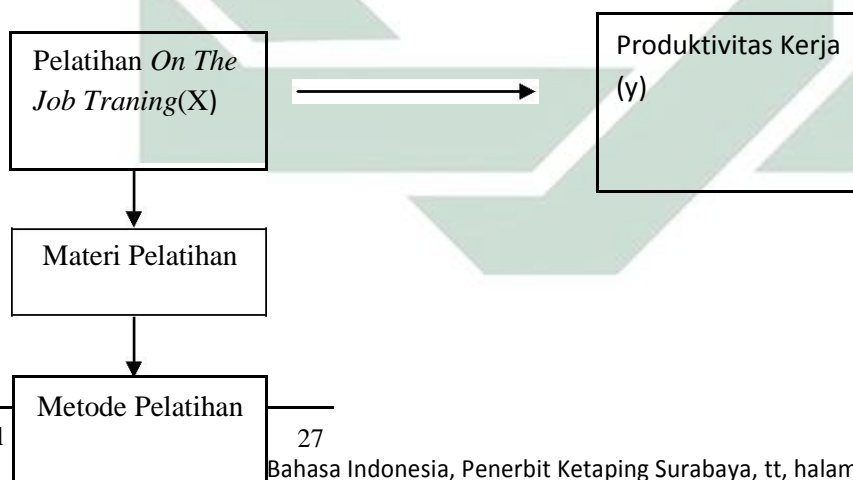 Pelatihan On The
Job Traning(X)
Produktivitas Kerja
(y)
Materi Pelatihan
Metode Pelatihan
27
Bahasa Indonesia, Penerbit Ketaping Surabaya, tt, halam